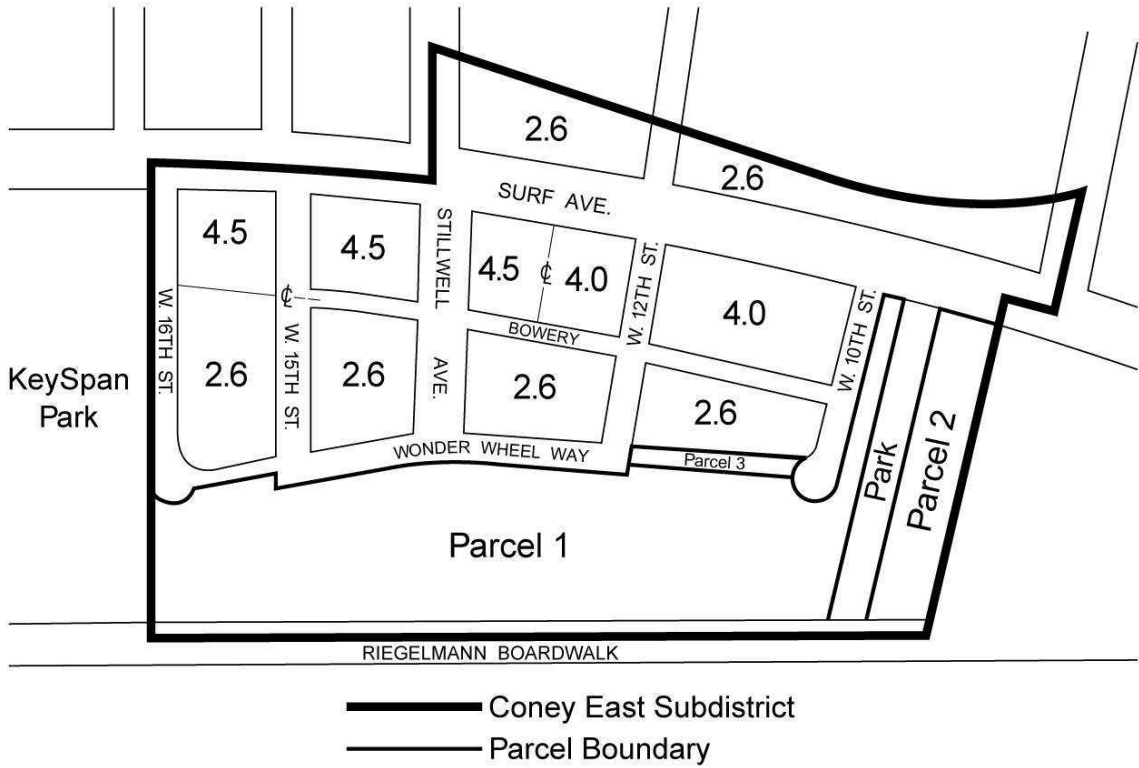 2.6
2.6
SURF AVE.
4.5
4.5
STILLWELL AVE.
4.5
℄
4.0
W. 12TH ST.
4.0
BOWERY
W. 16TH ST.
℄
W. 15TH ST.
W. 10TH ST.
KeySpan
Park
2.6
2.6
2.6
2.6
WONDER WHEEL WAY
Parcel 3
Park
Parcel 2
Parcel 1
RIEGELMANN BOARDWALK
Coney East Subdistrict
Parcel Boundary